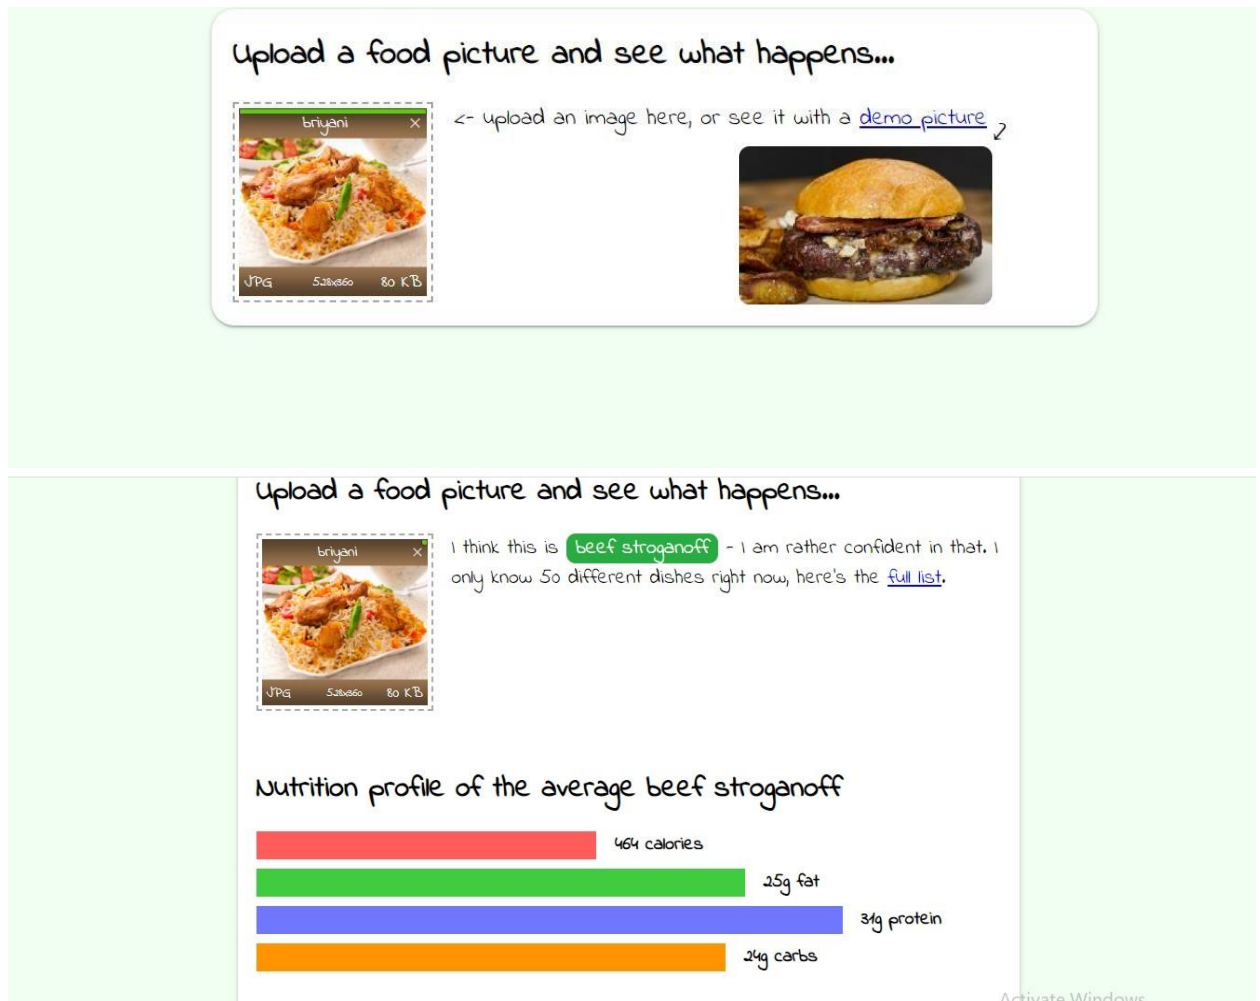 Upload a food picture and see what happens...
briyani ×
<- upload an image here, or see it with a demo picture
JPG 528x360 80 KB
Upload a food picture and see what happens...
briyani ×
I think this is beef stroganoff - I am rather confident in that. I
only know 50 different dishes right now, here's the full list.
JPG 528x360 80 KB
Nutrition profile of the average beef stroganoff
464 calories
25g fat
31g protein
24g carbs
Activate Windows